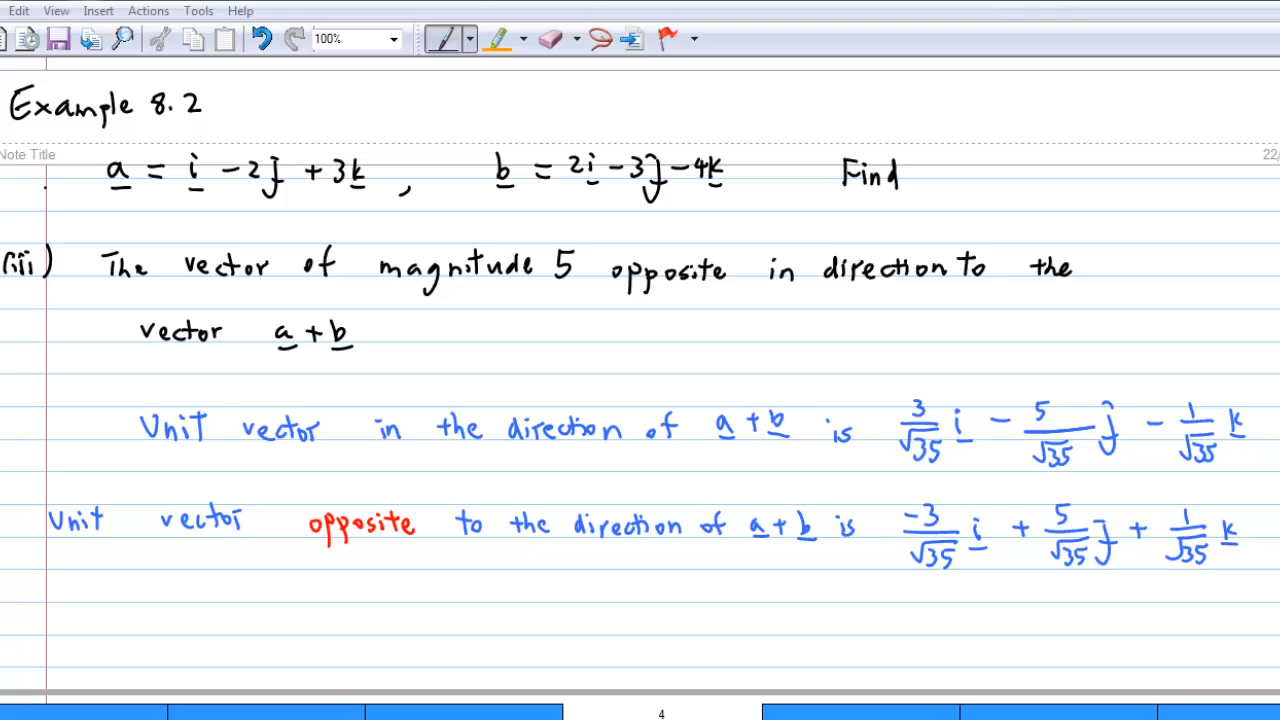 Edit View Insert Actions Tools Help
100%
Example 8.2
Note Title
22/
a = i - 2j + 3k , b = 2i - 3j - 4k Find
(iii) The vector of magnitude 5 opposite in direction to the
vector a + b
Unit vector in the direction of a + b is 3/√35 i - 5/√35 j - 1/√35 k
Unit vector opposite to the direction of a + b is -3/√35 i + 5/√35 j + 1/√35 k
4